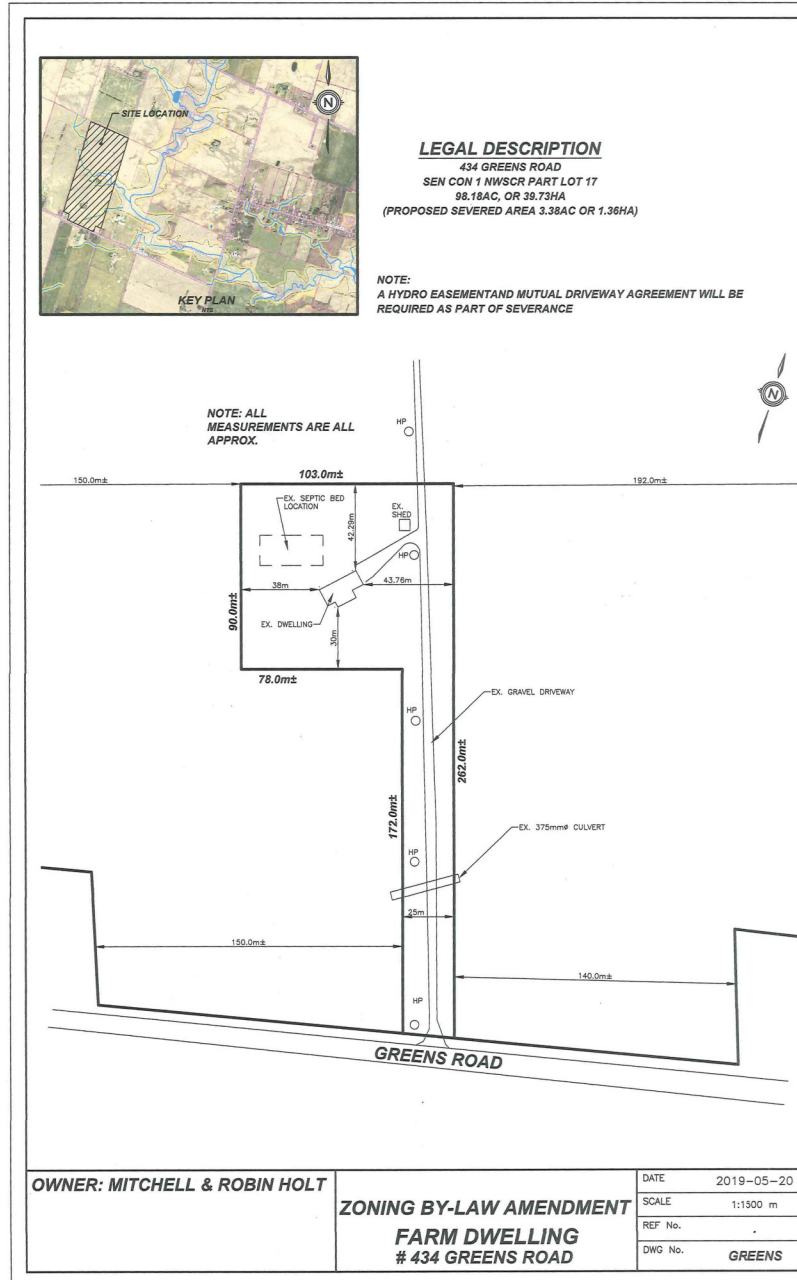 SITE LOCATION
N
KEY PLAN
NTS
LEGAL DESCRIPTION
434 GREENS ROAD
SEN CON 1 NWSCR PART LOT 17
98.18AC, OR 39.73HA
(PROPOSED SEVERED AREA 3.38AC OR 1.36HA)
NOTE:
A HYDRO EASEMENTAND MUTUAL DRIVEWAY AGREEMENT WILL BE
REQUIRED AS PART OF SEVERANCE
N
NOTE: ALL
MEASUREMENTS ARE ALL
APPROX.
HP
150.0m±
103.0m±
192.0m±
EX. SEPTIC BED
LOCATION
42.29m
EX.
SHED
HP
38m
43.76m
90.0m±
EX. DWELLING
30m
78.0m±
HP
EX. GRAVEL DRIVEWAY
262.0m±
172.0m±
EX. 375mmø CULVERT
HP
25m
150.0m±
140.0m±
HP
GREENS ROAD
OWNER: MITCHELL & ROBIN HOLT
ZONING BY-LAW AMENDMENT
FARM DWELLING
# 434 GREENS ROAD
DATE 2019-05-20
SCALE 1:1500 m
REF No. .
DWG No. GREENS